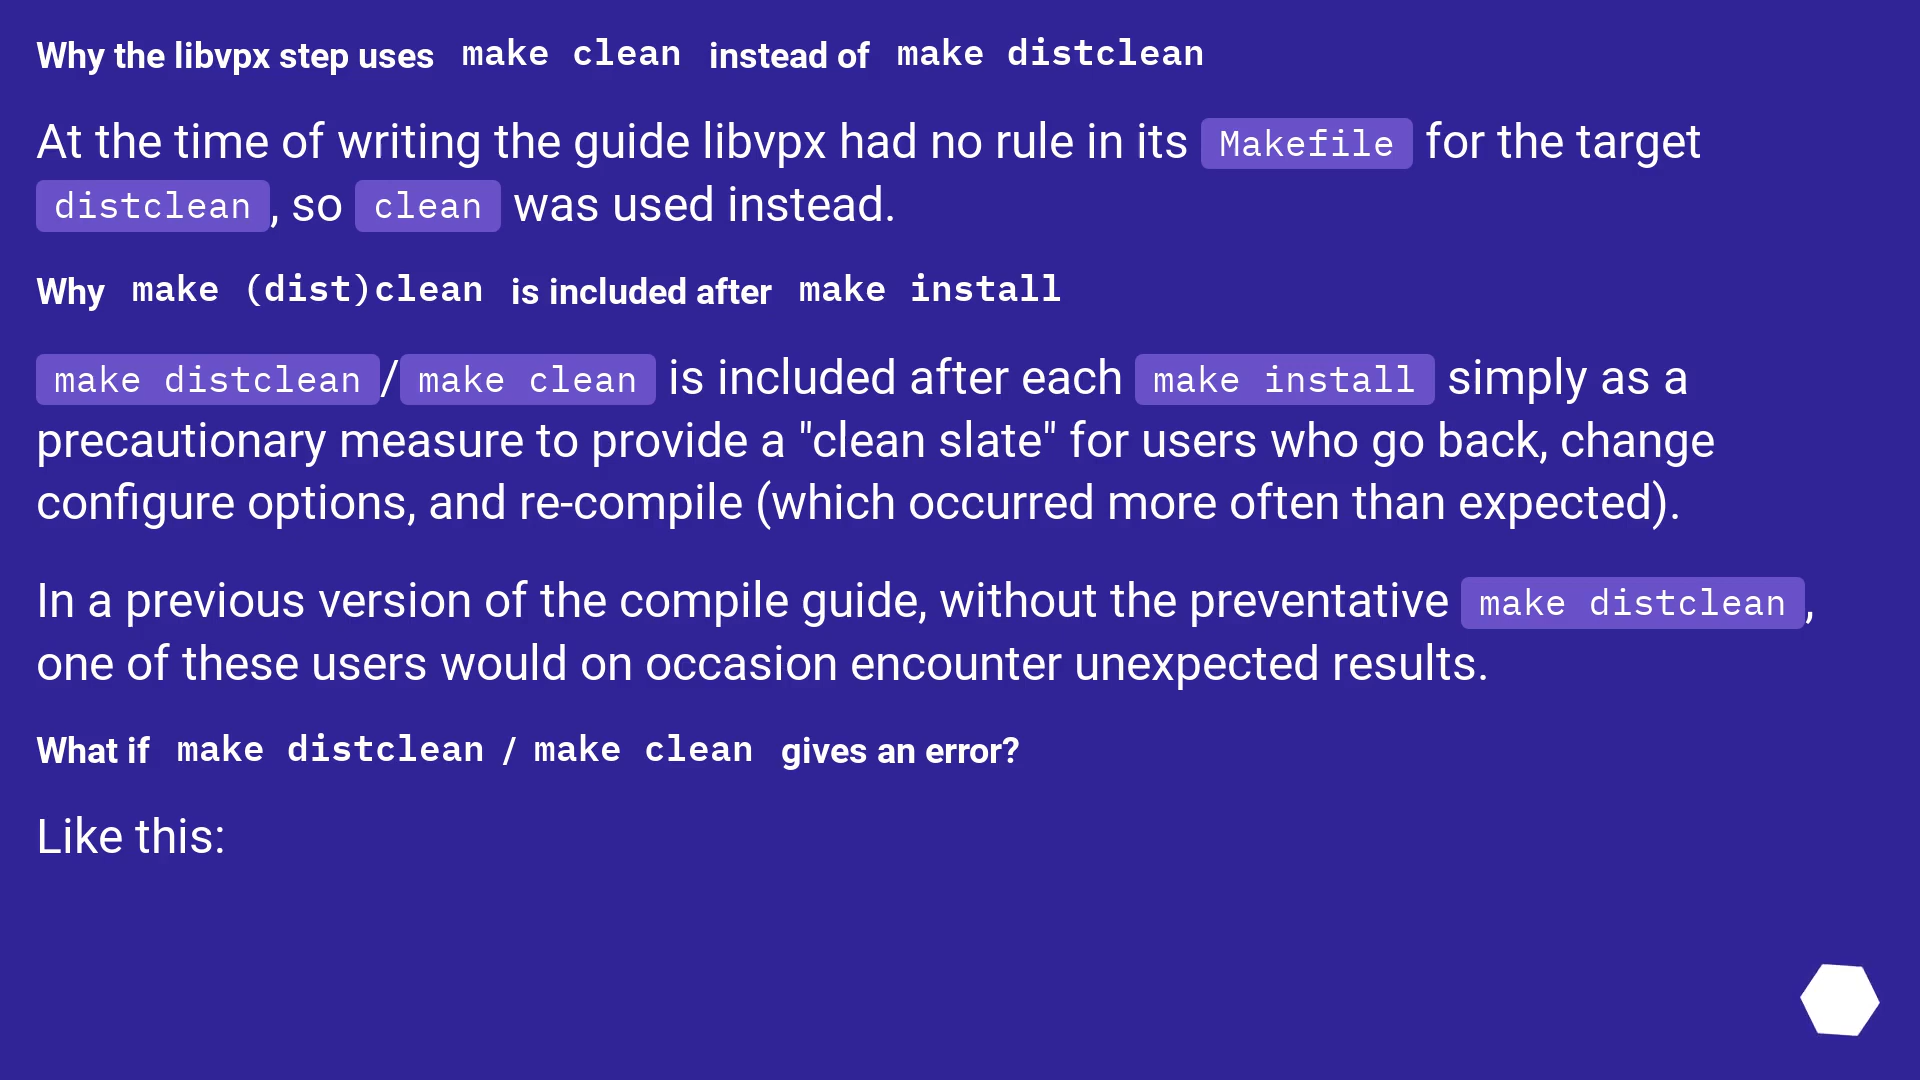 Why the libvpx step uses make clean instead of make distclean
At the time of writing the guide libvpx had no rule in its Makefile for the target
distclean, so clean was used instead.
Why make (dist)clean is included after make install
make distclean/make clean is included after each make install simply as a
precautionary measure to provide a "clean slate" for users who go back, change
configure options, and re-compile (which occurred more often than expected).
In a previous version of the compile guide, without the preventative make distclean,
one of these users would on occasion encounter unexpected results.
What if make distclean / make clean gives an error?
Like this: